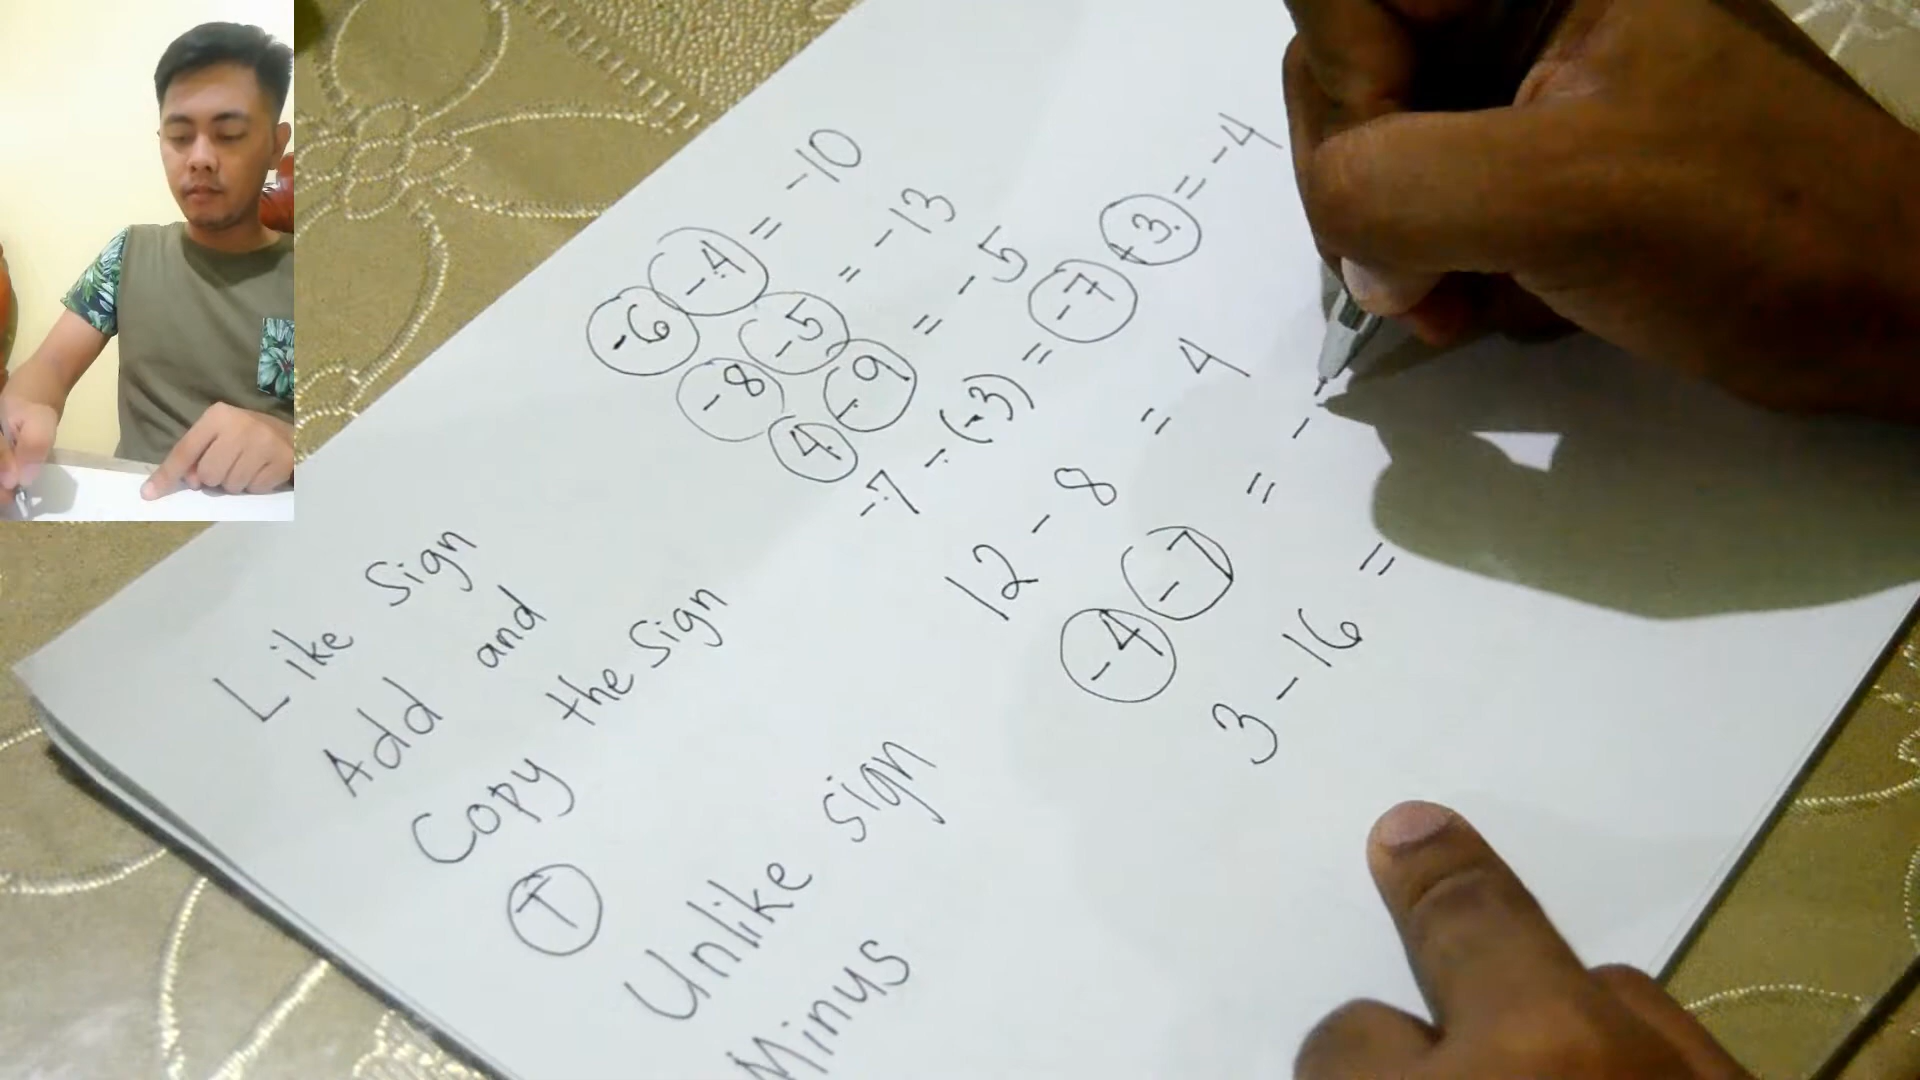 Like Sign
Add and
Copy the Sign
T
Unlike sign
Minus
-6 -4 = -10
-8 -5 = -13
4 -9 = -5
-7 - (-3) = -7 +3 = -4
12 - 8 = 4
-4 -7 = -
3 - 16 =